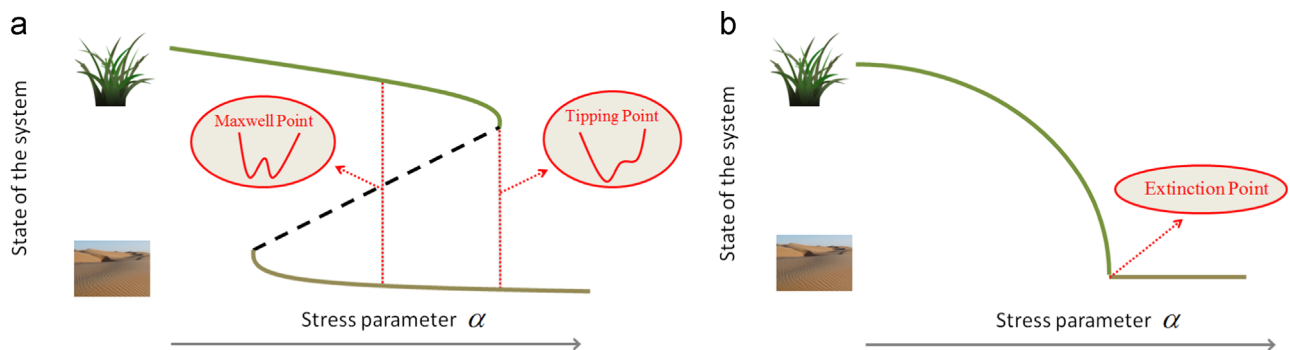 a
State of the system
Maxwell Point
Tipping Point
Stress parameter α
b
State of the system
Extinction Point
Stress parameter α